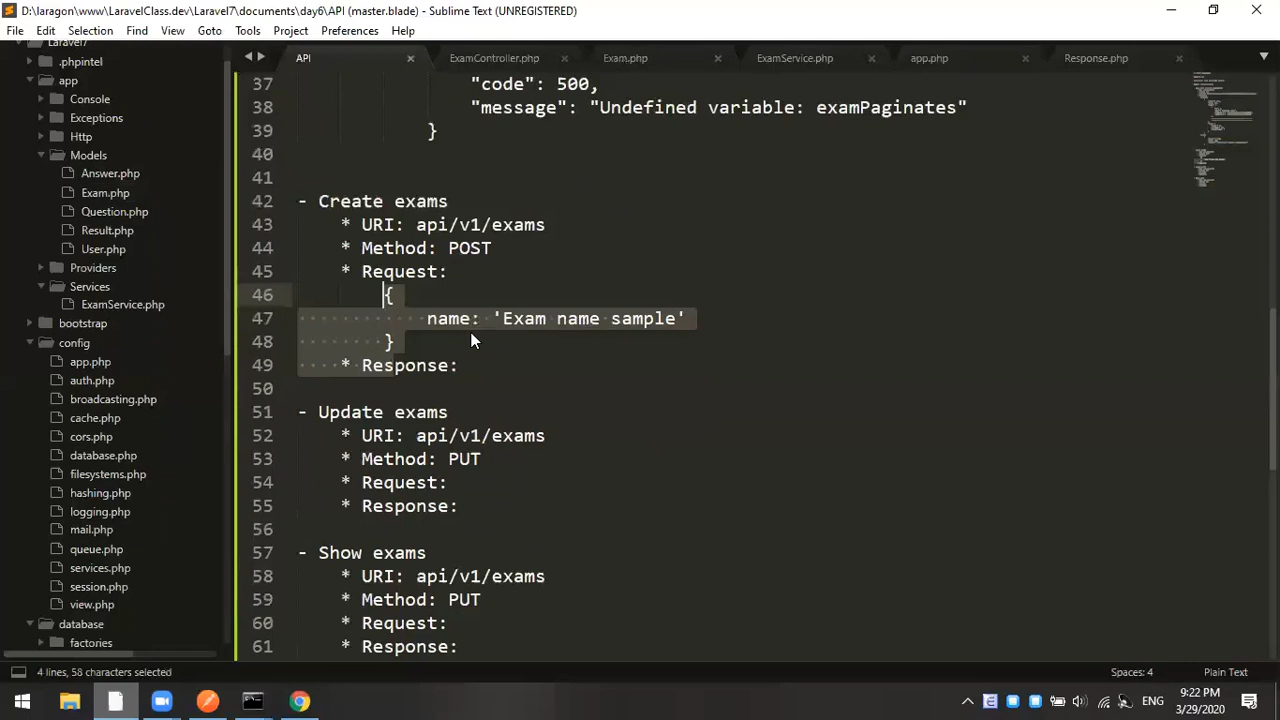 D:\laragon\www\LaravelClass.dev\Laravel7\documents\day6\API (master.blade) - Sublime Text (UNREGISTERED)
File Edit Selection Find View Goto Tools Project Preferences Help
Laravel7
.phpintel
app
Console
Exceptions
Http
Models
Answer.php
Exam.php
Question.php
Result.php
User.php
Providers
Services
ExamService.php
bootstrap
config
app.php
auth.php
broadcasting.php
cache.php
cors.php
database.php
filesystems.php
hashing.php
logging.php
mail.php
queue.php
services.php
session.php
view.php
database
factories
API ExamController.php Exam.php ExamService.php app.php Response.php
37 "code": 500,
38 "message": "Undefined variable: examPaginates"
39 }
40
41
42 - Create exams
43 * URI: api/v1/exams
44 * Method: POST
45 * Request:
46 {
47 name: 'Exam name sample'
48 }
49 * Response:
50
51 - Update exams
52 * URI: api/v1/exams
53 * Method: PUT
54 * Request:
55 * Response:
56
57 - Show exams
58 * URI: api/v1/exams
59 * Method: PUT
60 * Request:
61 * Response:
4 lines, 58 characters selected Spaces: 4 Plain Text
ENG 9:22 PM
3/29/2020